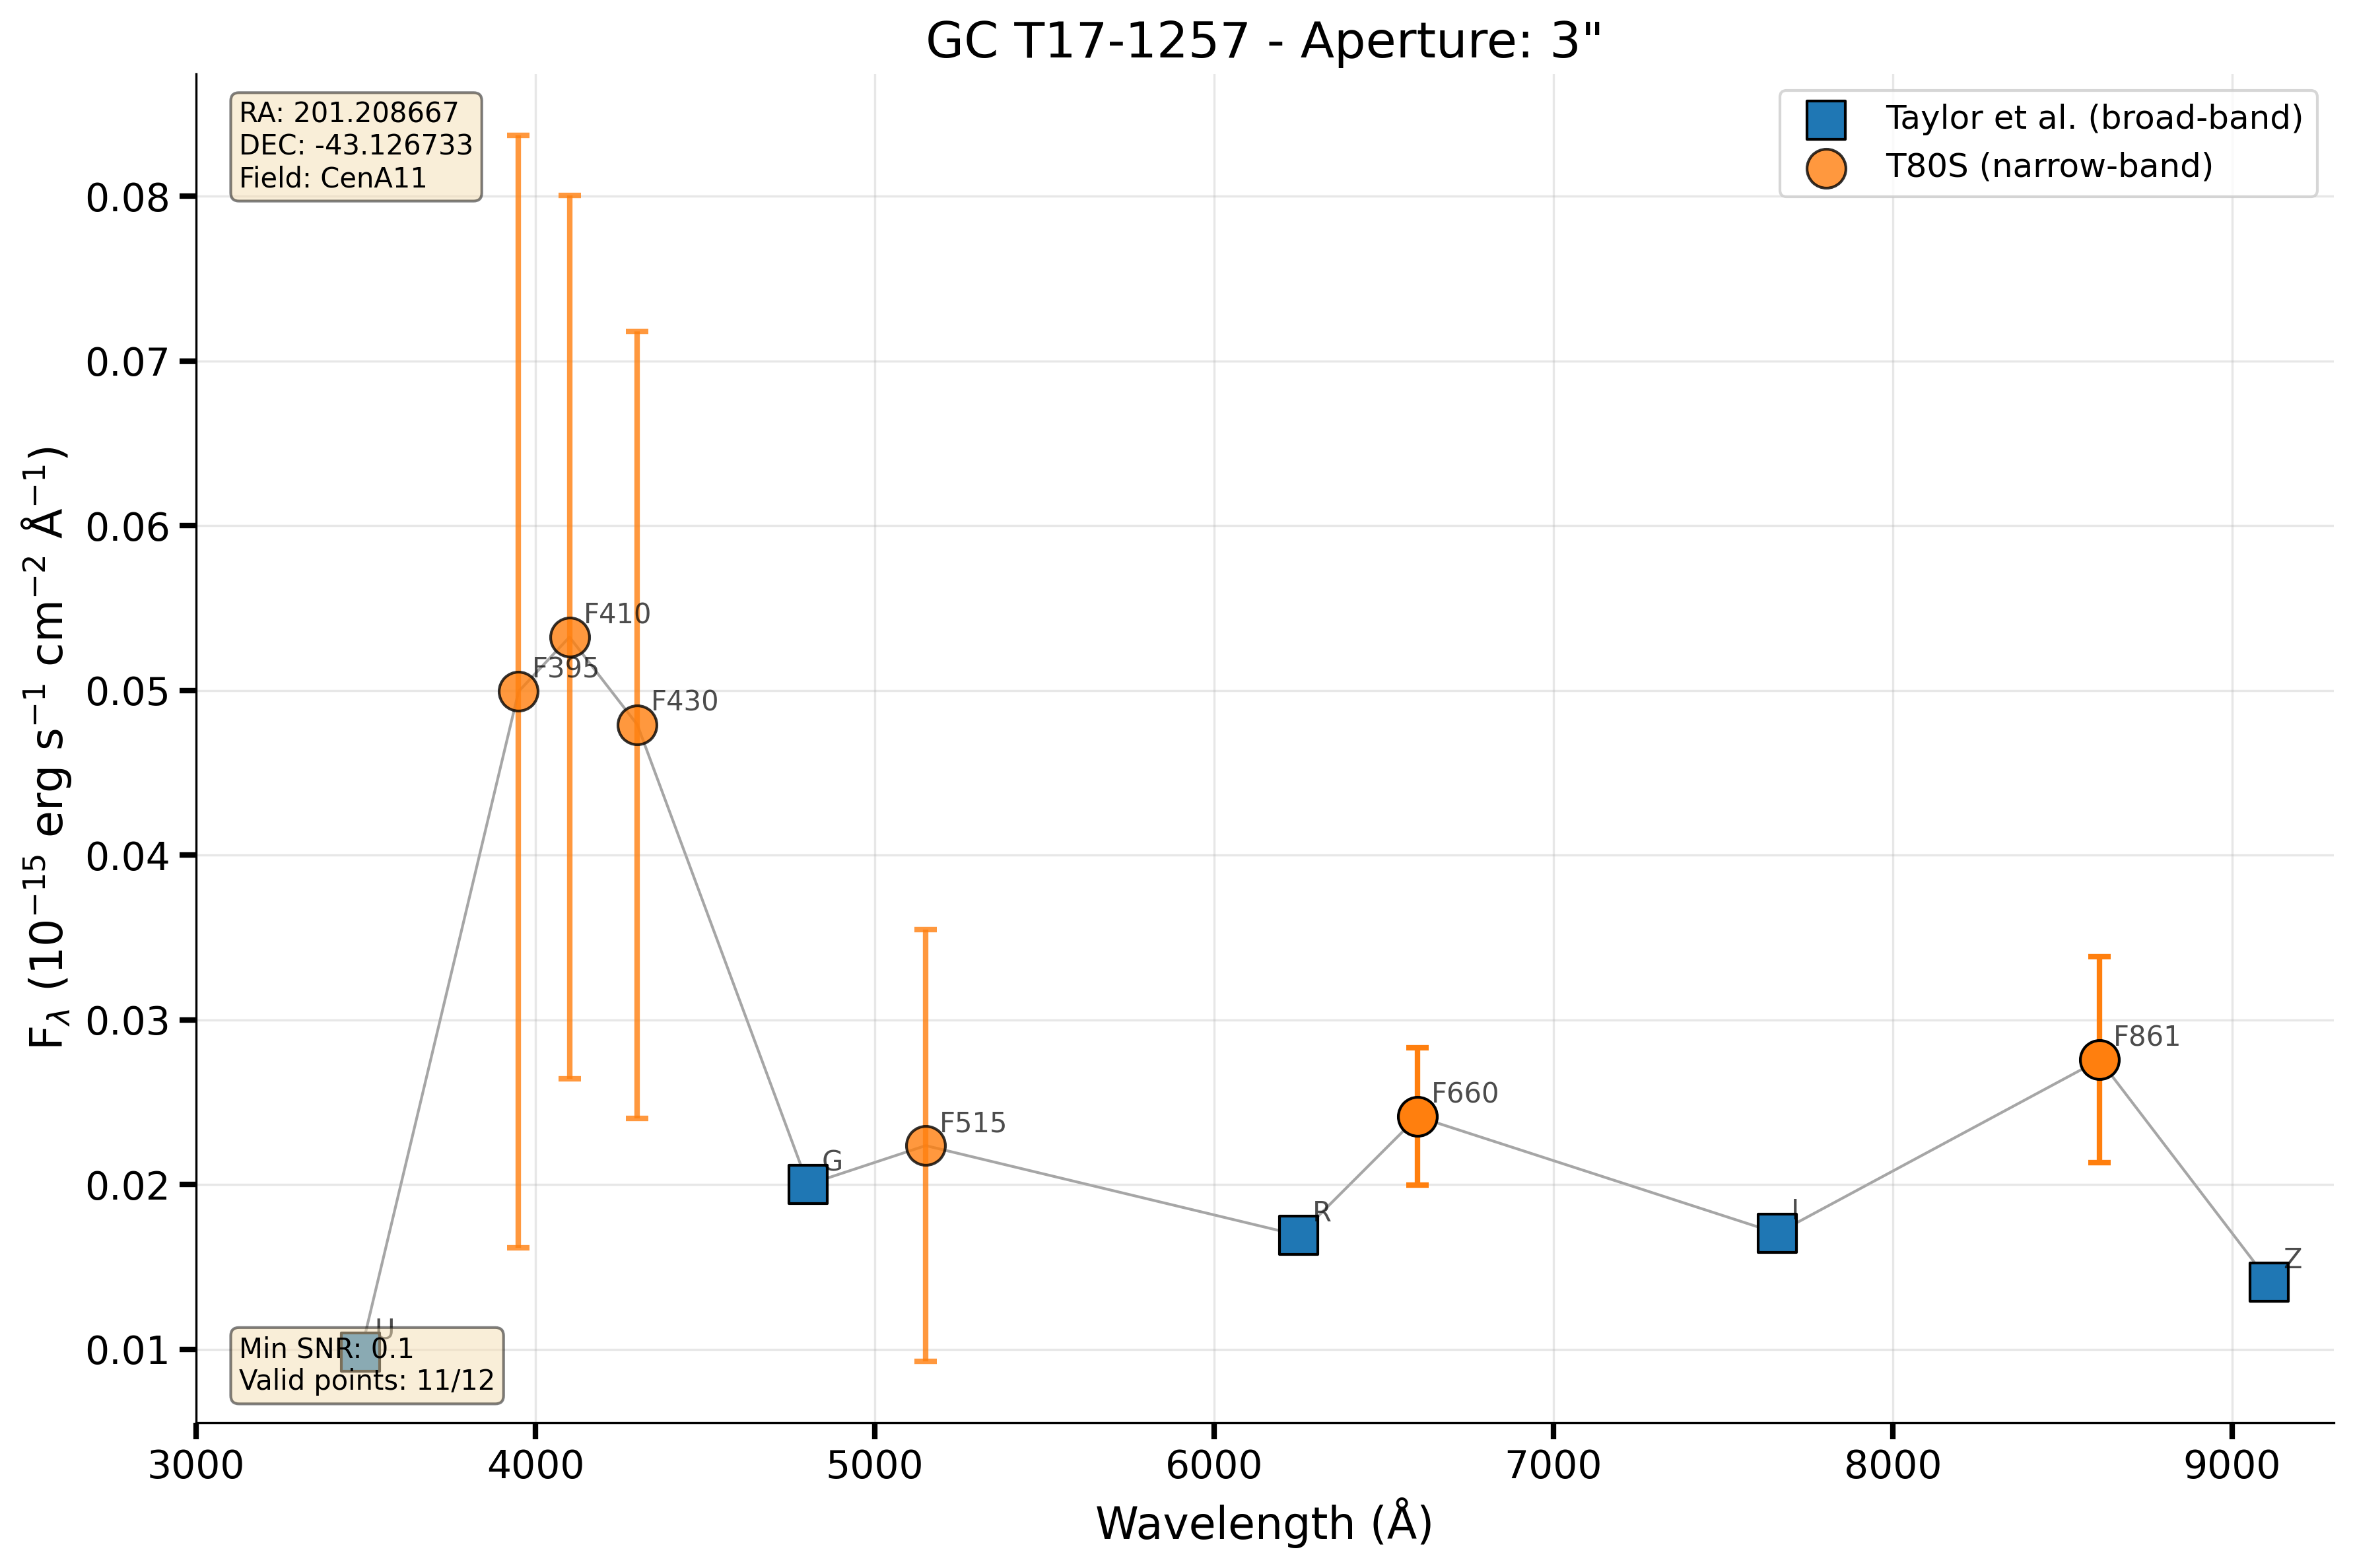 GC T17-1257 - Aperture: 3"
RA: 201.208667
DEC: -43.126733
Field: CenA11
Taylor et al. (broad-band)
T80S (narrow-band)
0.08
0.07
0.06
0.05
0.04
0.03
0.02
0.01
F$_λ$ (10$^{−15}$ erg s$^{−1}$ cm$^{−2}$ Å$^{−1}$)
F410
F395
F430
G
F515
R
F660
I
F861
Z
U
Min SNR: 0.1
Valid points: 11/12
3000
4000
5000
6000
7000
8000
9000
Wavelength (Å)